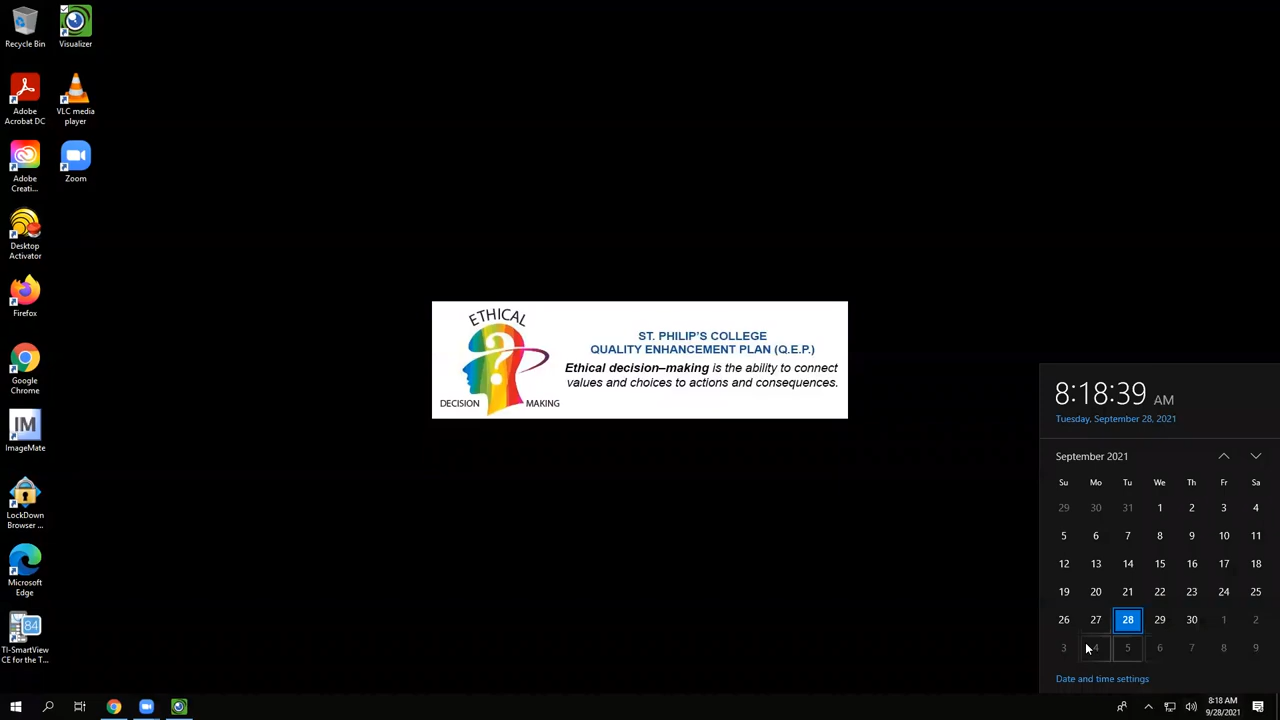 Recycle Bin
Visualizer
Adobe
Acrobat DC
VLC media
player
Adobe
Creati...
Zoom
Desktop
Activator
Firefox
Google
Chrome
IM
ImageMate
LockDown
Browser ...
Microsoft
Edge
84
TI-SmartView
CE for the T...
ETHICAL
?
DECISION
MAKING
ST. PHILIP'S COLLEGE
QUALITY ENHANCEMENT PLAN (Q.E.P.)
Ethical decision–making is the ability to connect
values and choices to actions and consequences.
8:18:39 AM
Tuesday, September 28, 2021
September 2021
Su Mo Tu We Th Fr Sa
29 30 31 1 2 3 4
5 6 7 8 9 10 11
12 13 14 15 16 17 18
19 20 21 22 23 24 25
26 27 28 29 30 1 2
3 4 5 6 7 8 9
Date and time settings
8:18 AM
9/28/2021